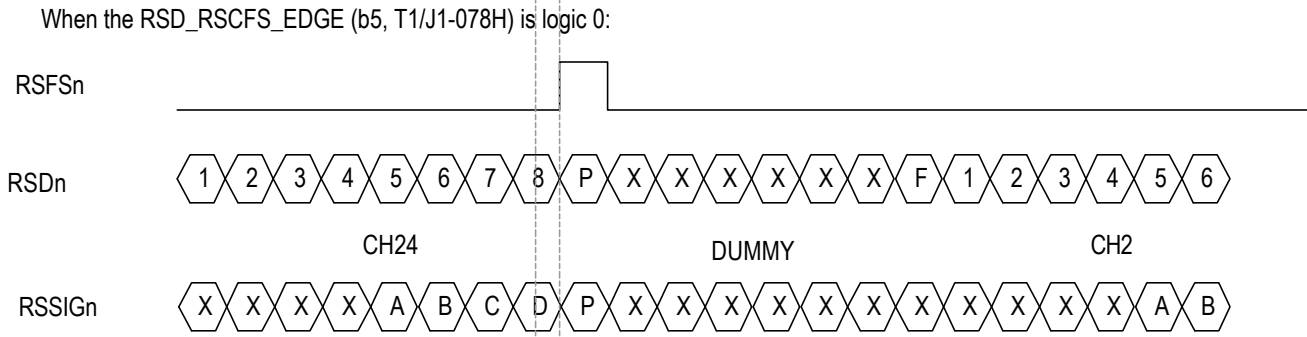 When the RSD_RSCFS_EDGE (b5, T1/J1-078H) is logic 0:
RSFSn
RSDn 1 2 3 4 5 6 7 8 P X X X X X X F 1 2 3 4 5 6
CH24 DUMMY CH2
RSSIGn X X X X A B C D P X X X X X X X X X X X A B